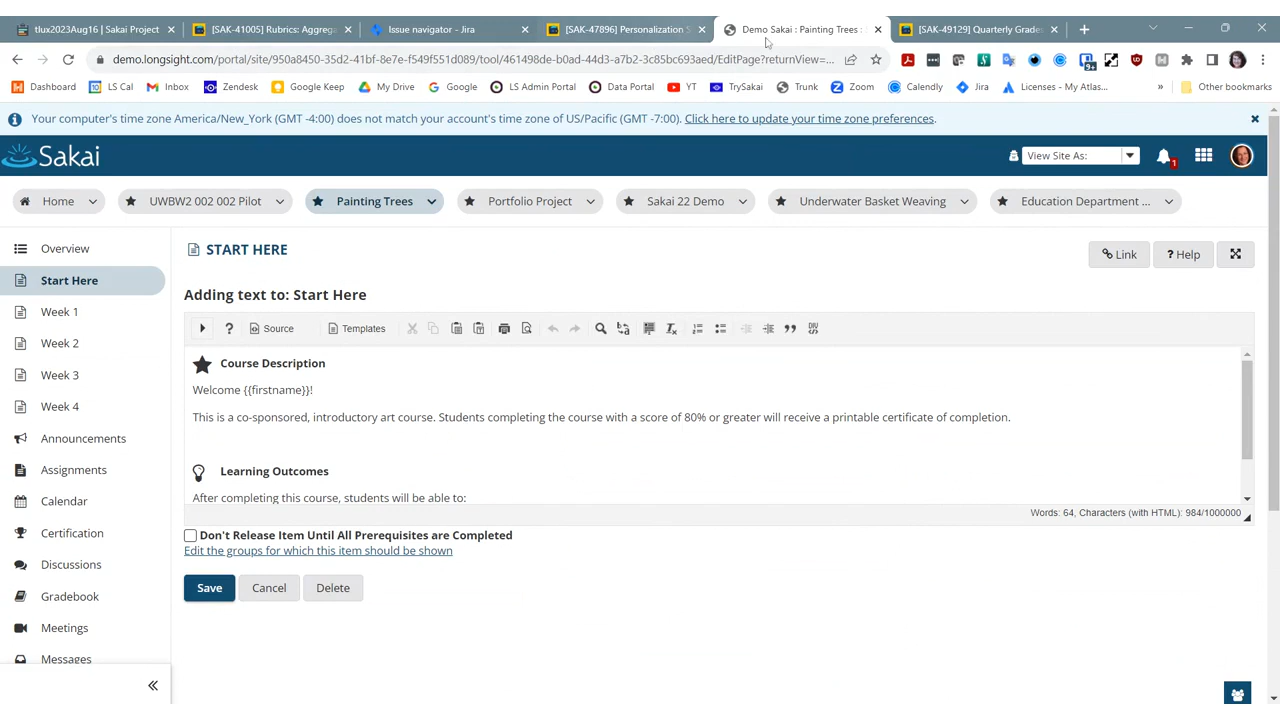 tlux2023Aug16 | Sakai Project
[SAK-41005] Rubrics: Aggreg
Issue navigator - Jira
[SAK-47896] Personalization S
Demo Sakai : Painting Trees :
[SAK-49129] Quarterly Grade
demo.longsight.com/portal/site/952a8450-35d2-41bf-8e7e-f549f551d089/tool/461498de-b0ad-44d3-a7b2-3c85bc693aed/EditPage?returnView=...
Dashboard
LS Cal
Inbox
Zendesk
Google Keep
My Drive
Google
LS Admin Portal
Data Portal
YT
TrySakai
Trunk
Zoom
Calendly
Jira
Licenses - My Atlas...
»
Other bookmarks
Your computer's time zone America/New_York (GMT -4:00) does not match your account's time zone of US/Pacific (GMT -7:00). Click here to update your time zone preferences.
Sakai
View Site As:
1
Home
UWBW2 002 002 Pilot
Painting Trees
Portfolio Project
Sakai 22 Demo
Underwater Basket Weaving
Education Department ...
Overview
Start Here
Week 1
Week 2
Week 3
Week 4
Announcements
Assignments
Calendar
Certification
Discussions
Gradebook
Meetings
Messages
START HERE
Link
? Help
Adding text to: Start Here
Source
Templates
Course Description
Welcome {{firstname}}!
This is a co-sponsored, introductory art course. Students completing the course with a score of 80% or greater will receive a printable certificate of completion.
Learning Outcomes
After completing this course, students will be able to:
Words: 64, Characters (with HTML): 984/1000000
Don't Release Item Until All Prerequisites are Completed
Edit the groups for which this item should be shown
Save
Cancel
Delete